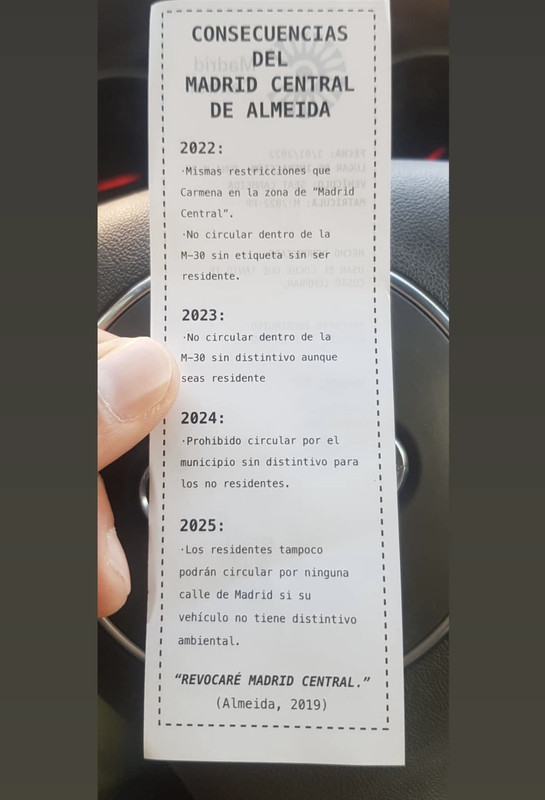 CONSECUENCIAS
DEL
MADRID CENTRAL
DE ALMEIDA
2022:
·Mismas restricciones que
Carmena en la zona de “Madrid
Central”.
·No circular dentro de la
M-30 sin etiqueta sin ser
residente.
2023:
·No circular dentro de la
M-30 sin distintivo aunque
seas residente
2024:
·Prohibido circular por el
municipio sin distintivo para
los no residentes.
2025:
·Los residentes tampoco
podrán circular por ninguna
calle de Madrid si su
vehículo no tiene distintivo
ambiental.
“REVOCARÉ MADRID CENTRAL.”
(Almeida, 2019)